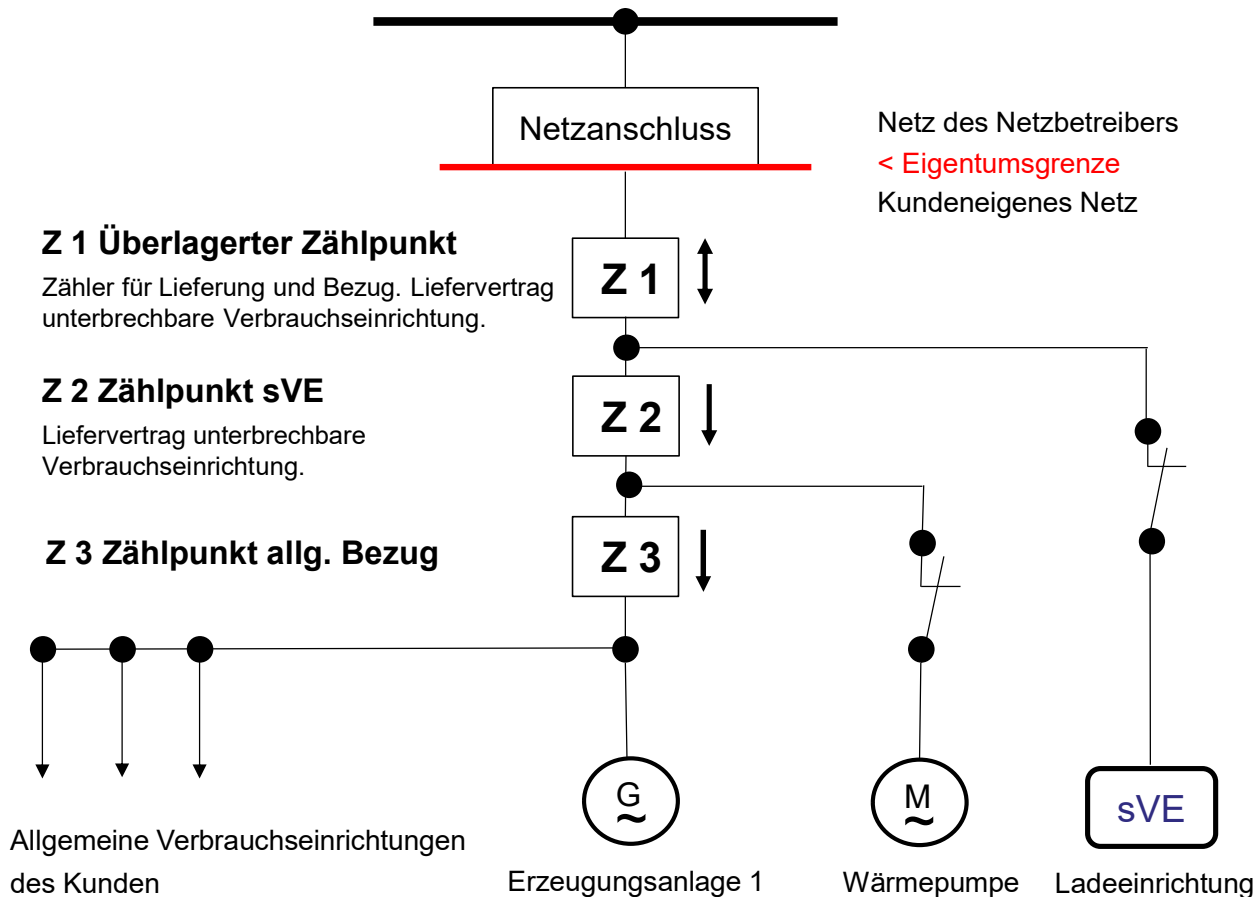 Netzanschluss
Netz des Netzbetreibers
< Eigentumsgrenze
Kundeneigenes Netz
Z 1 Überlagerter Zählpunkt
Zähler für Lieferung und Bezug. Liefervertrag
unterbrechbare Verbrauchseinrichtung.
Z 1
Z 2 Zählpunkt sVE
Liefervertrag unterbrechbare
Verbrauchseinrichtung.
Z 2
Z 3 Zählpunkt allg. Bezug
Z 3
G
~
M
~
sVE
Allgemeine Verbrauchseinrichtungen
des Kunden
Erzeugungsanlage 1
Wärmepumpe
Ladeeinrichtung